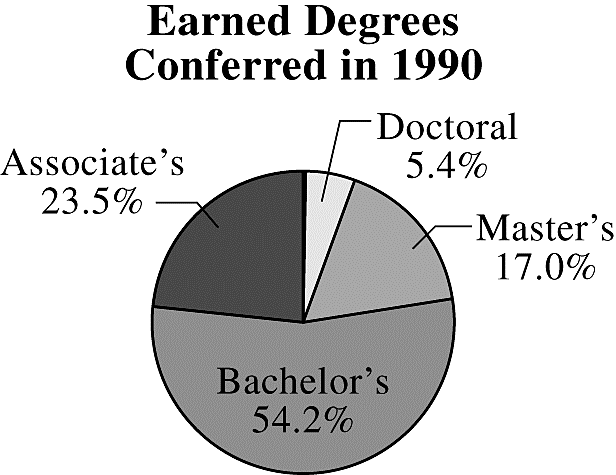 Earned Degrees
Conferred in 1990
Doctoral
5.4%
Associate's
23.5%
Master's
17.0%
Bachelor's
54.2%